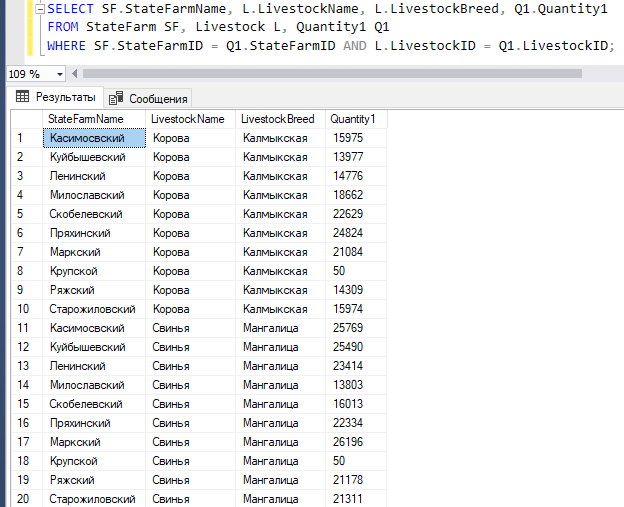 SELECT SF.StateFarmName, L.LivestockName, L.LivestockBreed, Q1.Quantity1
FROM StateFarm SF, Livestock L, Quantity1 Q1
WHERE SF.StateFarmID = Q1.StateFarmID AND L.LivestockID = Q1.LivestockID;
109 %
Результаты Сообщения
StateFarmName LivestockName LivestockBreed Quantity1
1 Касимосвский Корова Калмыкская 15975
2 Куйбышевский Корова Калмыкская 13977
3 Ленинский Корова Калмыкская 14776
4 Милославский Корова Калмыкская 18662
5 Скобелевский Корова Калмыкская 22629
6 Пряхинский Корова Калмыкская 24824
7 Маркский Корова Калмыкская 21084
8 Крупской Корова Калмыкская 50
9 Ряжский Корова Калмыкская 14309
10 Старожиловский Корова Калмыкская 15974
11 Касимосвский Свинья Мангалица 25769
12 Куйбышевский Свинья Мангалица 25490
13 Ленинский Свинья Мангалица 23414
14 Милославский Свинья Мангалица 13803
15 Скобелевский Свинья Мангалица 16013
16 Пряхинский Свинья Мангалица 22334
17 Маркский Свинья Мангалица 26196
18 Крупской Свинья Мангалица 50
19 Ряжский Свинья Мангалица 21178
20 Старожиловский Свинья Мангалица 21311